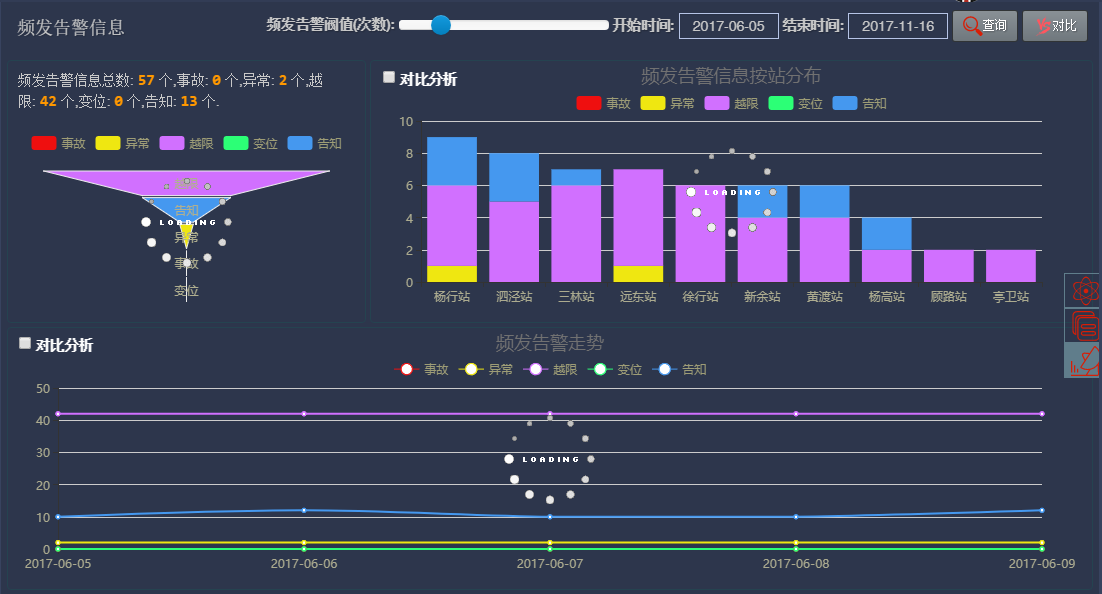 频发告警信息
频发告警阀值(次数):
开始时间: 2017-06-05 结束时间: 2017-11-16 查询 对比
频发告警信息总数: 57 个,事故: 0 个,异常: 2 个,越
限: 42 个,变位: 0 个,告知: 13 个.
事故 异常 越限 变位 告知
越限
告知
LOADING
异常
事故
变位
对比分析
频发告警信息按站分布
事故 异常 越限 变位 告知
10
8
6
4
2
0
LOADING
杨行站 泗泾站 三林站 远东站 徐行站 新余站 黄渡站 杨高站 顾路站 亭卫站
对比分析
频发告警走势
事故 异常 越限 变位 告知
50
40
30
20
10
0
LOADING
2017-06-05 2017-06-06 2017-06-07 2017-06-08 2017-06-09